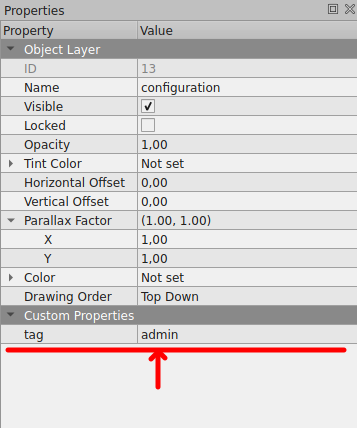 Properties
Property Value
Object Layer
ID 13
Name configuration
Visible
Locked
Opacity 1,00
Tint Color Not set
Horizontal Offset 0,00
Vertical Offset 0,00
Parallax Factor (1.00, 1.00)
X 1,00
Y 1,00
Color Not set
Drawing Order Top Down
Custom Properties
tag admin